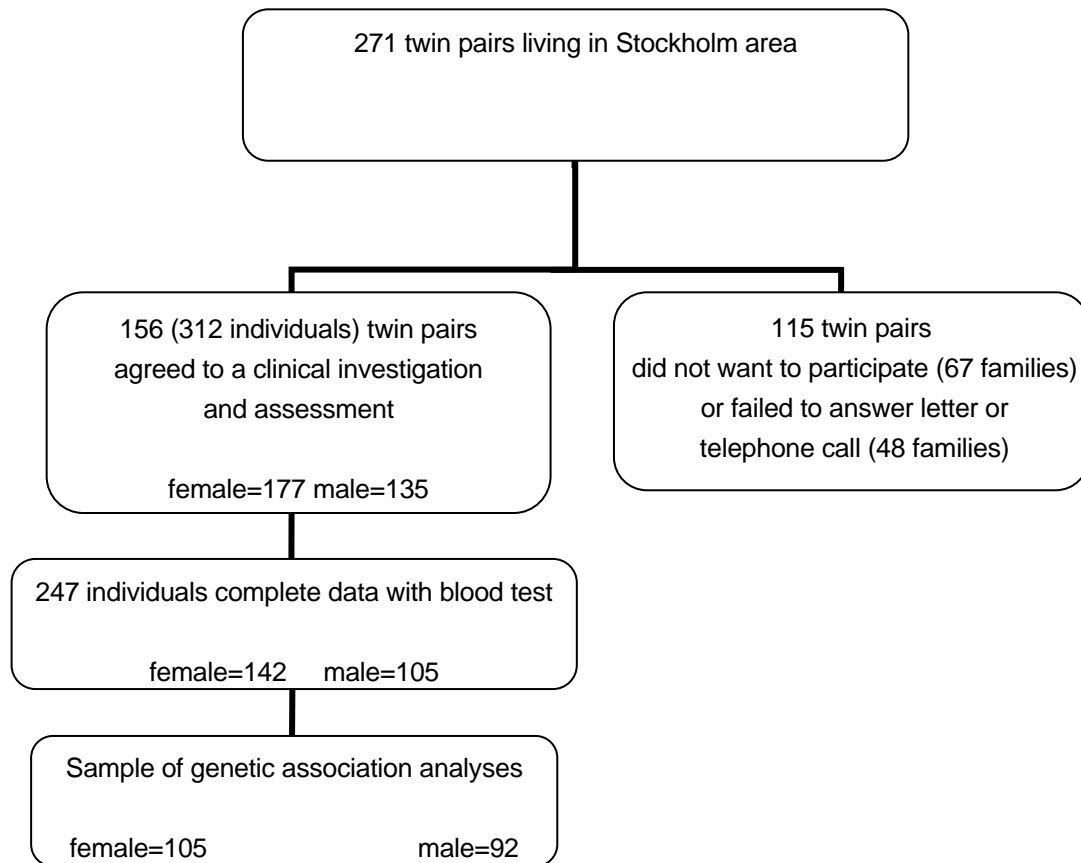 271 twin pairs living in Stockholm area
156 (312 individuals) twin pairs
agreed to a clinical investigation
and assessment
female=177 male=135
115 twin pairs
did not want to participate (67 families)
or failed to answer letter or
telephone call (48 families)
247 individuals complete data with blood test
female=142 male=105
Sample of genetic association analyses
female=105 male=92